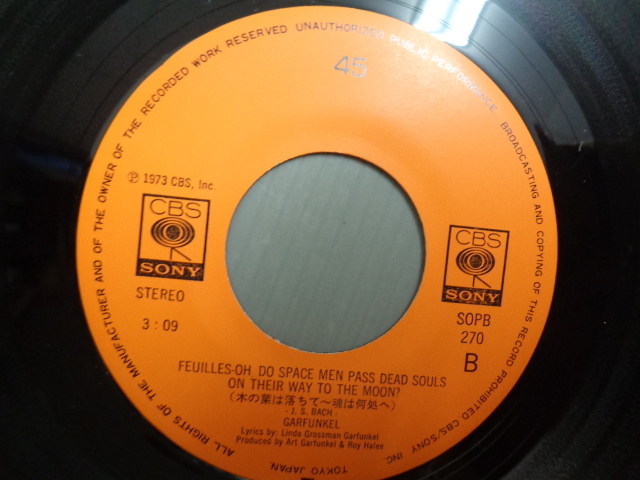 ALL RIGHTS OF THE MANUFACTURER AND OF THE OWNER OF THE RECORDED WORK RESERVED UNAUTHORIZED PUBLIC PERFORMANCE, BROADCASTING AND COPYING OF THIS RECORD PROHIBITED. CBS/SONY INC. TOKYO JAPAN.
45
℗ 1973 CBS, Inc.
CBS
SONY
STEREO
3:09
CBS
SONY
SOPB
270
B
FEUILLES-OH, DO SPACE MEN PASS DEAD SOULS
ON THEIR WAY TO THE MOON?
(木の葉は落ちて〜魂は何処へ)
- J. S. BACH -
GARFUNKEL
Lyrics by: Linda Grossman Garfunkel
Produced by Art Garfunkel & Roy Halee